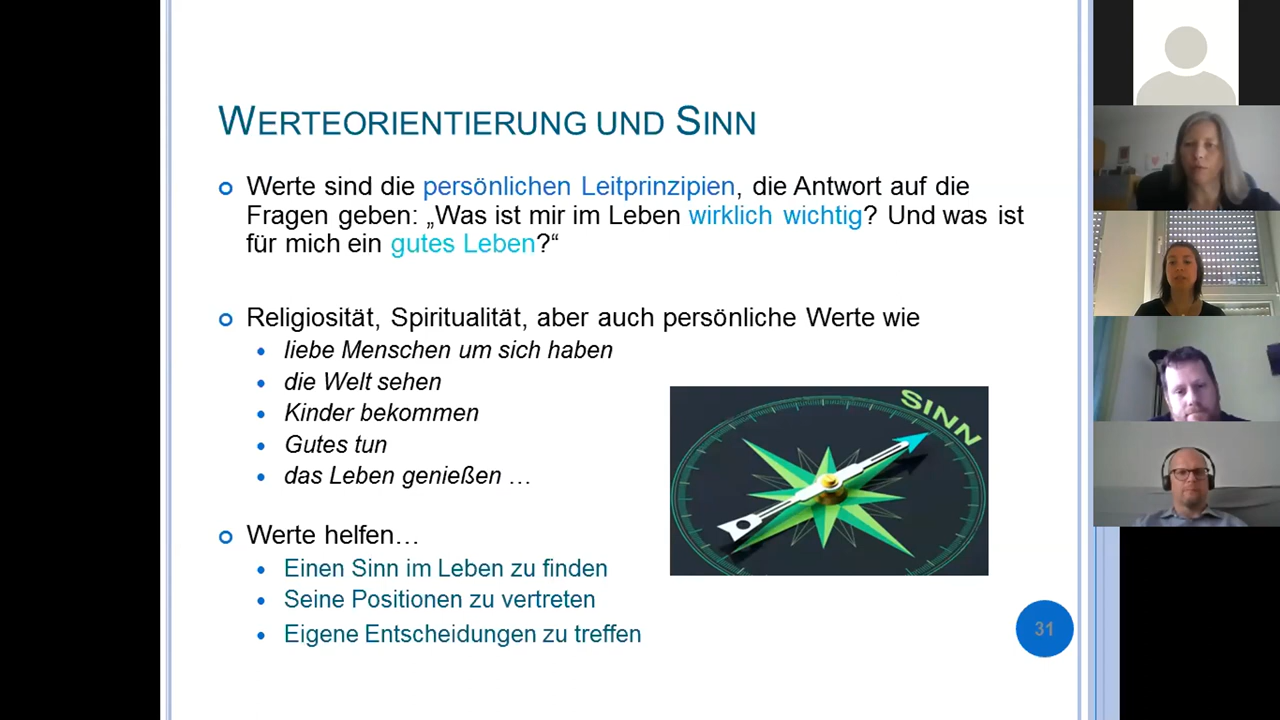 WERTEORIENTIERUNG UND SINN
Werte sind die persönlichen Leitprinzipien, die Antwort auf die
Fragen geben: „Was ist mir im Leben wirklich wichtig? Und was ist
für mich ein gutes Leben?“
Religiosität, Spiritualität, aber auch persönliche Werte wie
liebe Menschen um sich haben
die Welt sehen
Kinder bekommen
Gutes tun
das Leben genießen …
SINN
Werte helfen…
Einen Sinn im Leben zu finden
Seine Positionen zu vertreten
Eigene Entscheidungen zu treffen
31